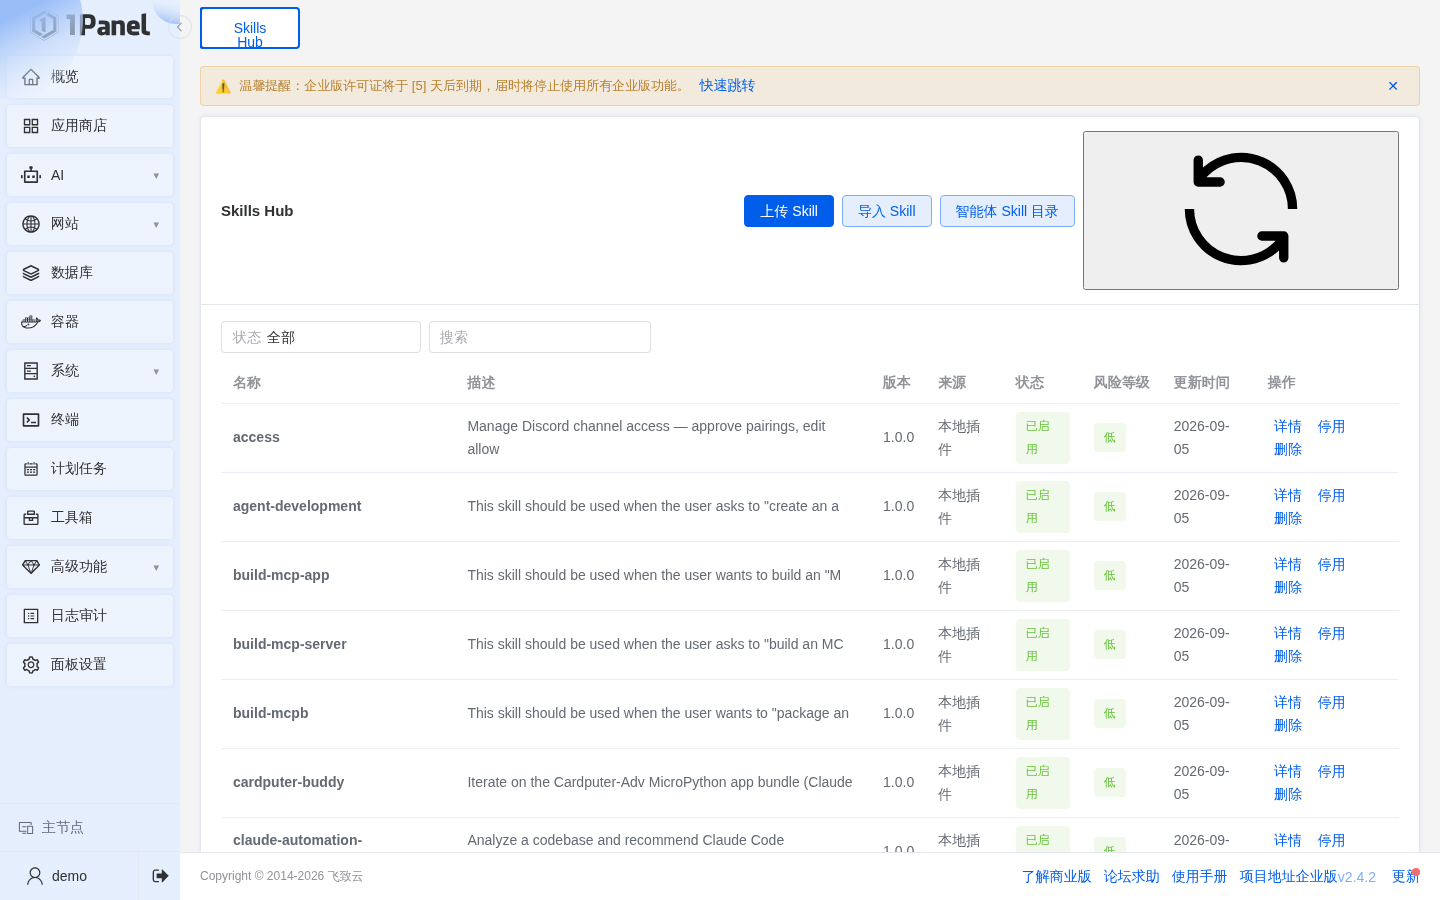 1Panel
Skills
Hub
概览
温馨提醒：企业版许可证将于 [5] 天后到期，届时将停止使用所有企业版功能。 快速跳转
应用商店
AI
网站
Skills Hub
上传 Skill
导入 Skill
智能体 Skill 目录
数据库
容器
系统
终端
计划任务
工具箱
高级功能
日志审计
面板设置
状态 全部
搜索
名称 描述 版本 来源 状态 风险等级 更新时间 操作
access
Manage Discord channel access — approve pairings, edit
allow
1.0.0
本地插
件
已启
用
低
2026-09-
05
详情 停用
删除
agent-development
This skill should be used when the user asks to "create an a
1.0.0
本地插
件
已启
用
低
2026-09-
05
详情 停用
删除
build-mcp-app
This skill should be used when the user wants to build an "M
1.0.0
本地插
件
已启
用
低
2026-09-
05
详情 停用
删除
build-mcp-server
This skill should be used when the user asks to "build an MC
1.0.0
本地插
件
已启
用
低
2026-09-
05
详情 停用
删除
build-mcpb
This skill should be used when the user wants to "package an
1.0.0
本地插
件
已启
用
低
2026-09-
05
详情 停用
删除
cardputer-buddy
Iterate on the Cardputer-Adv MicroPython app bundle (Claude
1.0.0
本地插
件
已启
用
低
2026-09-
05
详情 停用
删除
claude-automation-
Analyze a codebase and recommend Claude Code
1.0.0
本地插
已启
低
2026-09-
详情 停用
主节点
demo
Copyright © 2014-2026 飞致云
了解商业版 论坛求助 使用手册 项目地址企业版v2.4.2 更新